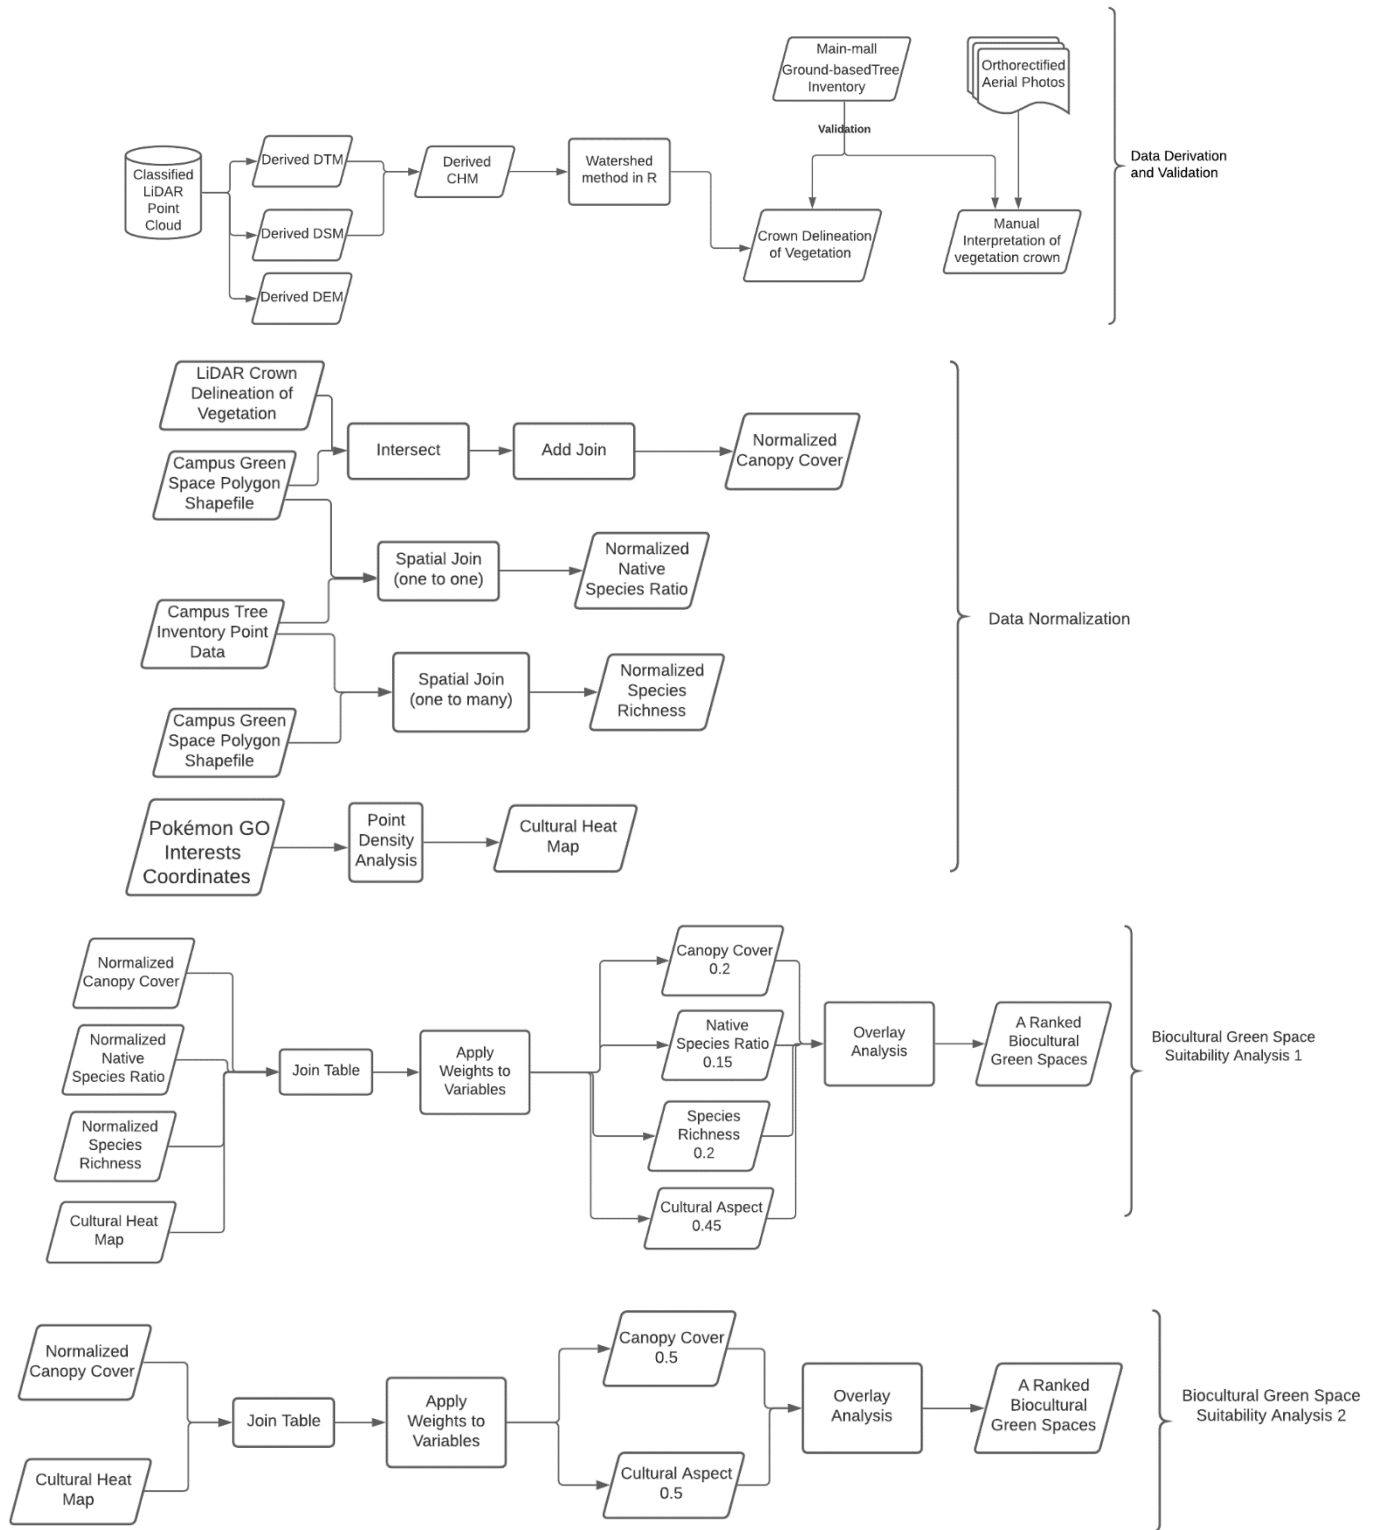 Main-mall
Ground-basedTree
Inventory
Orthorectified
Aerial Photos
Validation
Classified
LiDAR
Point
Cloud
Derived DTM
Derived DSM
Derived DEM
Derived
CHM
Watershed
method in R
Crown Delineation
of Vegetation
Manual
Interpretation of
vegetation crown
Data Derivation
and Validation
LiDAR Crown
Delineation of
Vegetation
Campus Green
Space Polygon
Shapefile
Intersect
Add Join
Normalized
Canopy Cover
Spatial Join
(one to one)
Normalized
Native
Species Ratio
Campus Tree
Inventory Point
Data
Spatial Join
(one to many)
Normalized
Species
Richness
Campus Green
Space Polygon
Shapefile
Data Normalization
Pokémon GO
Interests
Coordinates
Point
Density
Analysis
Cultural Heat
Map
Normalized
Canopy Cover
Normalized
Native
Species Ratio
Normalized
Species
Richness
Cultural Heat
Map
Join Table
Apply
Weights to
Variables
Canopy Cover
0.2
Native
Species Ratio
0.15
Species
Richness
0.2
Cultural Aspect
0.45
Overlay
Analysis
A Ranked
Biocultural
Green Spaces
Biocultural Green Space
Suitability Analysis 1
Normalized
Canopy Cover
Cultural Heat
Map
Join Table
Apply
Weights to
Variables
Canopy Cover
0.5
Cultural Aspect
0.5
Overlay
Analysis
A Ranked
Biocultural
Green Spaces
Biocultural Green Space
Suitability Analysis 2